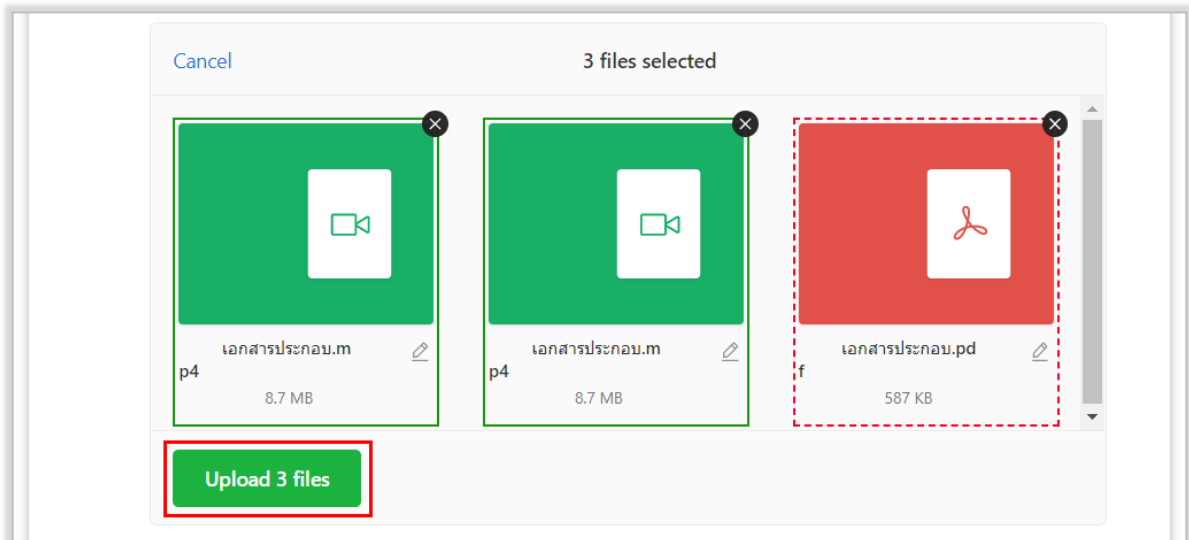 Cancel
3 files selected
เอกสารประกอบ.m
p4
8.7 MB
เอกสารประกอบ.m
p4
8.7 MB
เอกสารประกอบ.pd
f
587 KB
Upload 3 files